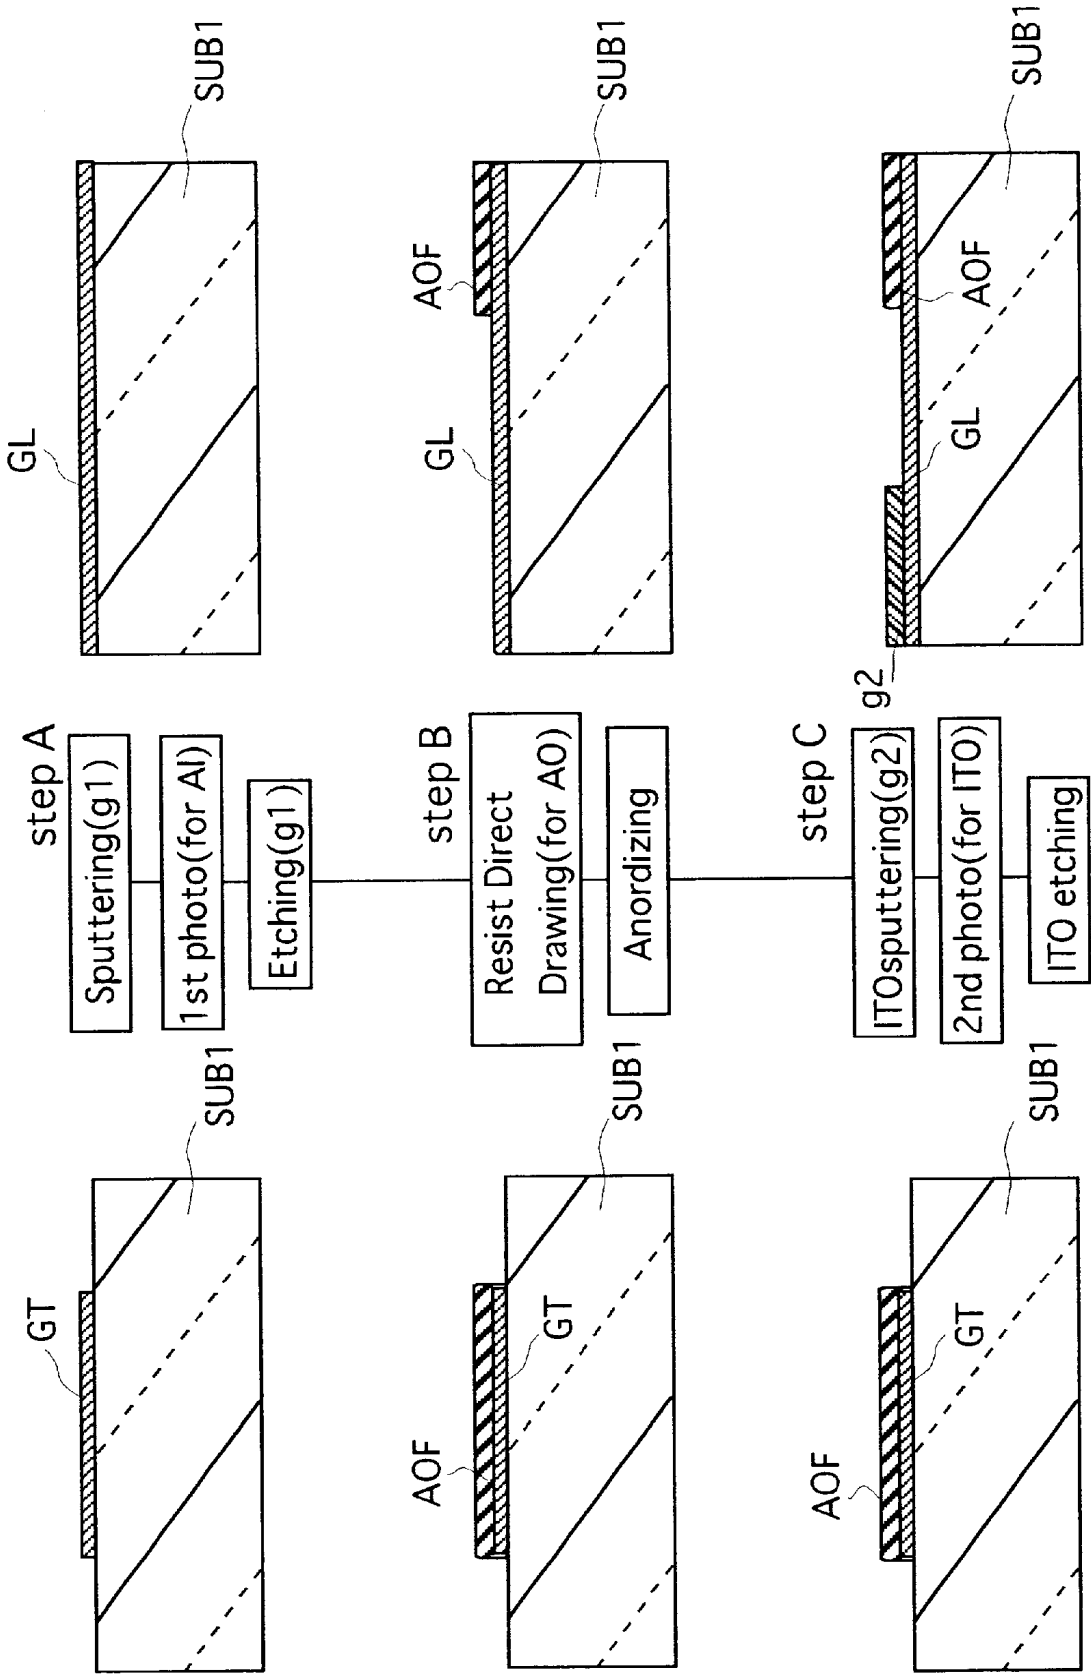 GT
SUB1
step A
Sputtering(g1)
1st photo(for Al)
Etching(g1)
GL
SUB1
AOF
GT
SUB1
step B
Resist Direct
Drawing(for AO)
Anordizing
GL
AOF
SUB1
AOF
GT
SUB1
step C
ITOsputtering(g2)
2nd photo(for ITO)
ITO etching
g2
GL
AOF
SUB1